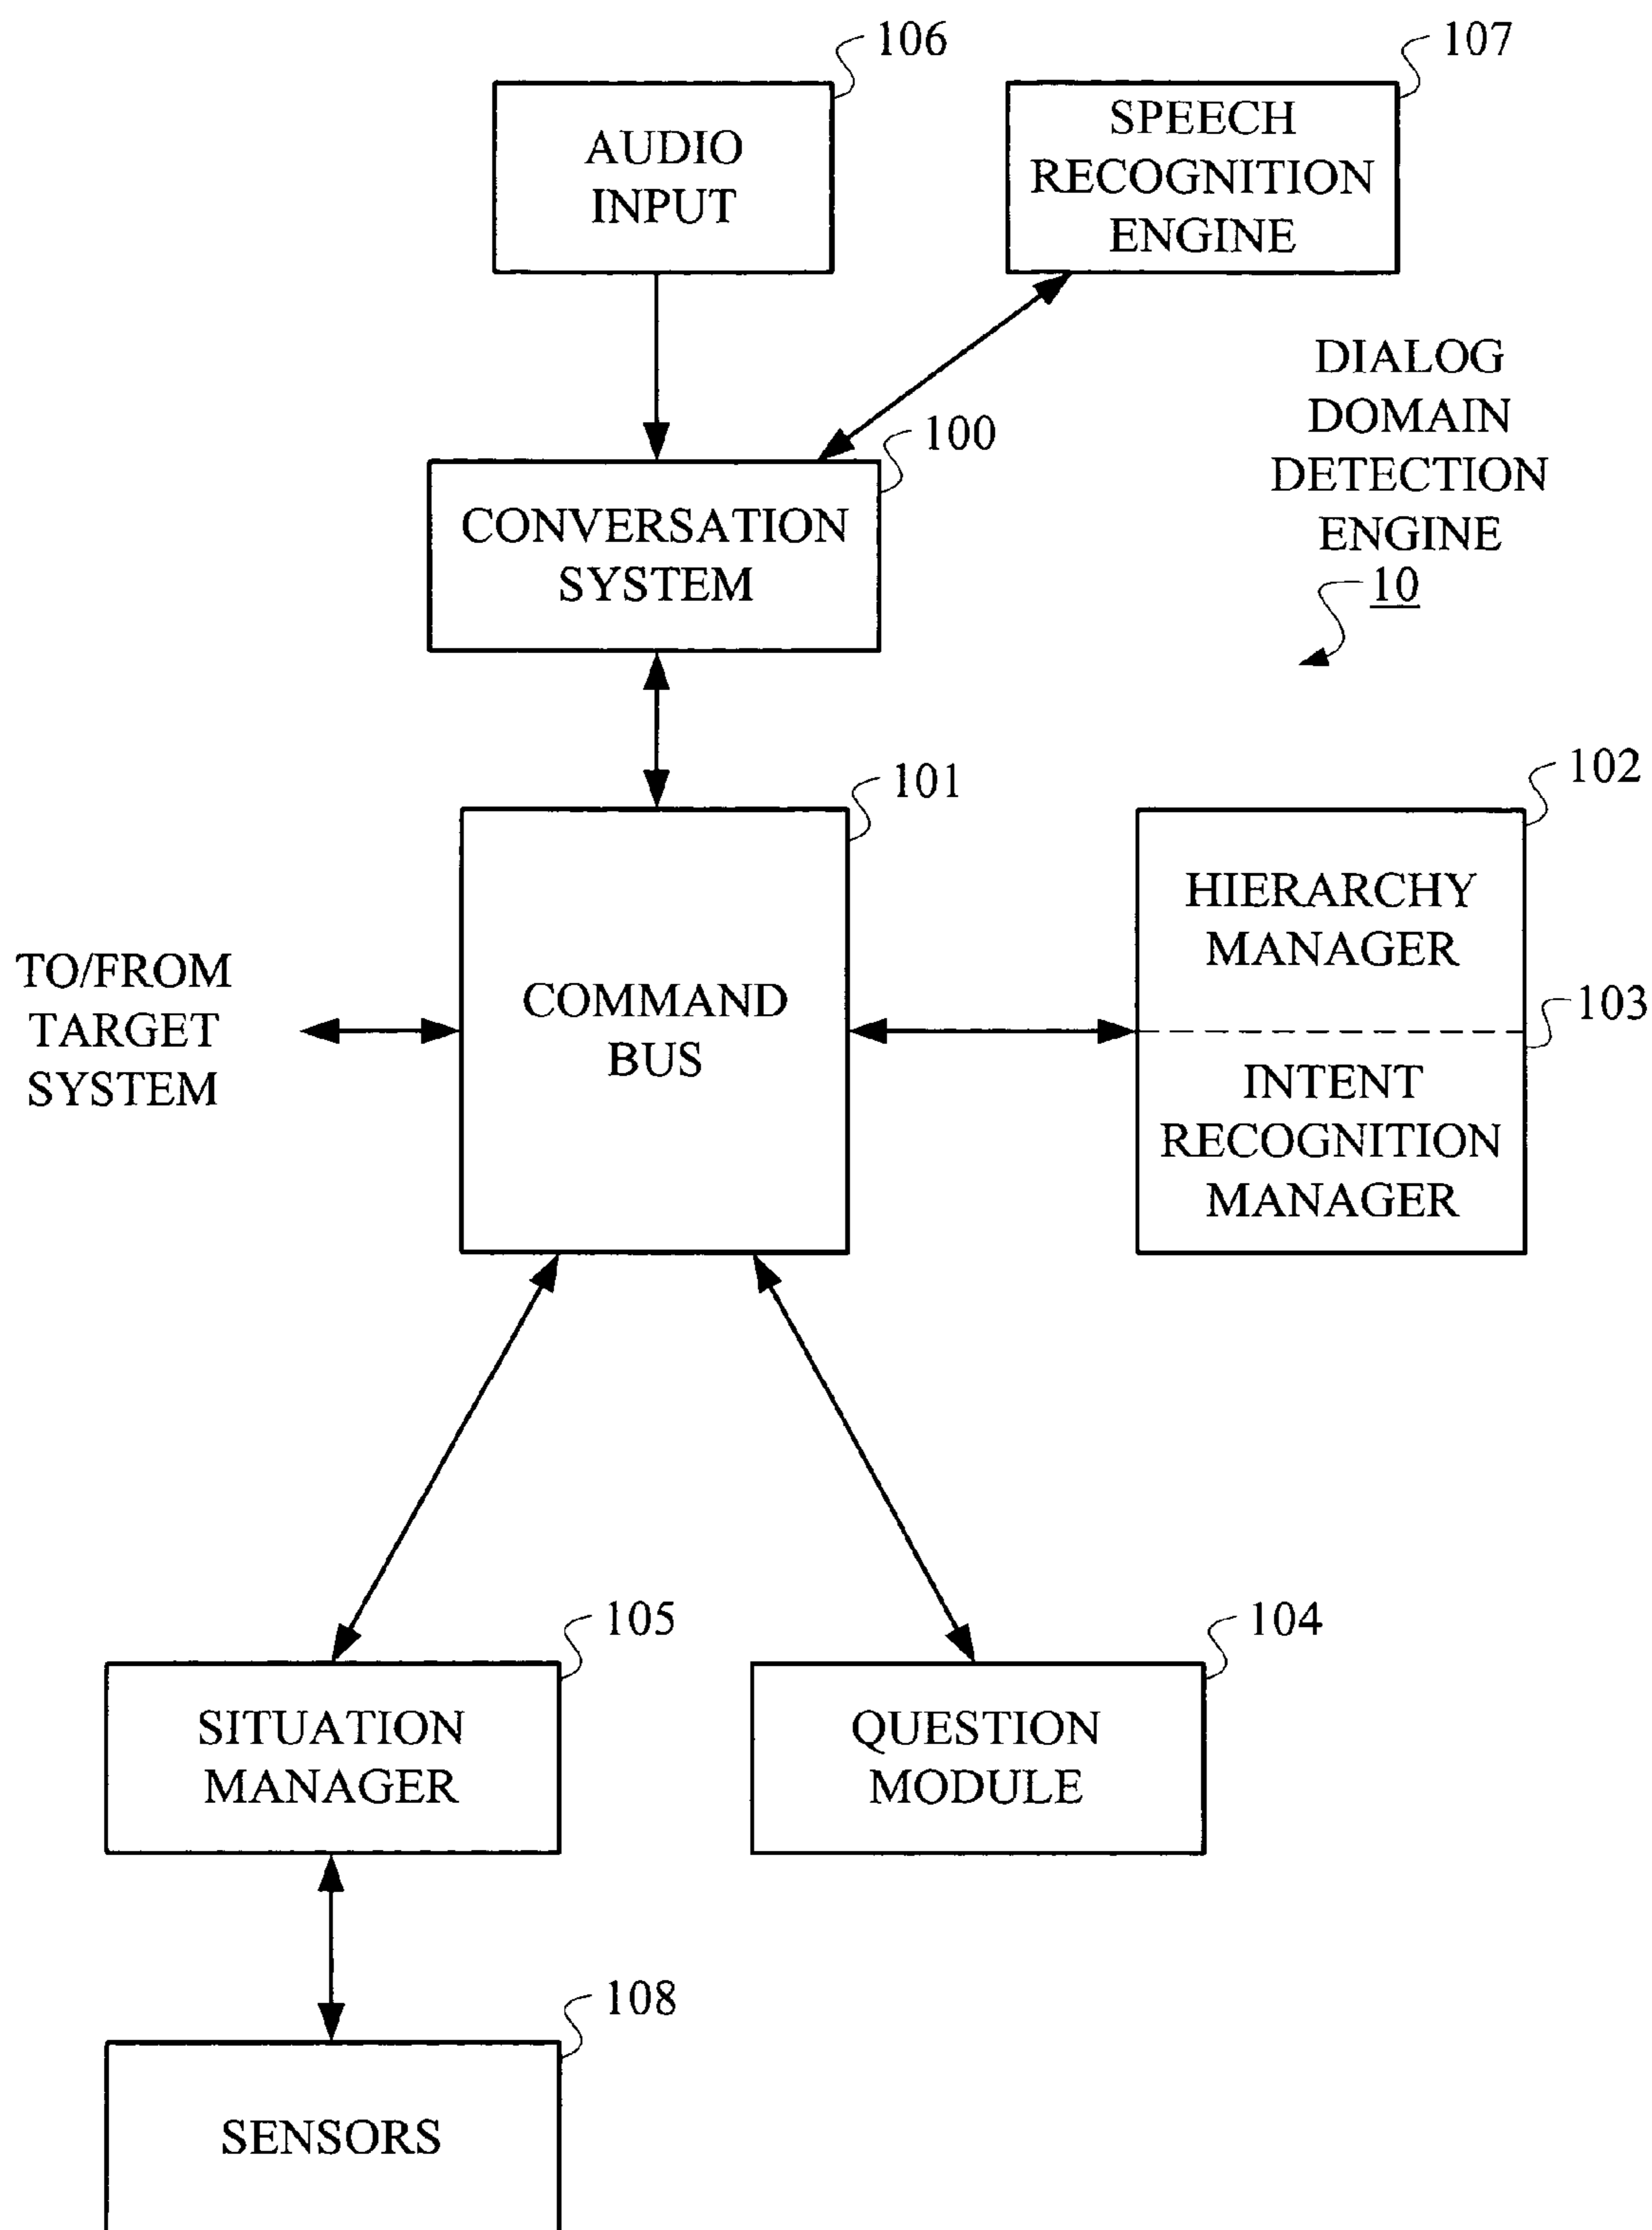 106
107
AUDIO
INPUT
SPEECH
RECOGNITION
ENGINE
DIALOG
DOMAIN
DETECTION
ENGINE
10
100
CONVERSATION
SYSTEM
101
102
HIERARCHY
MANAGER
103
INTENT
RECOGNITION
MANAGER
TO/FROM
TARGET
SYSTEM
COMMAND
BUS
105
104
SITUATION
MANAGER
QUESTION
MODULE
108
SENSORS